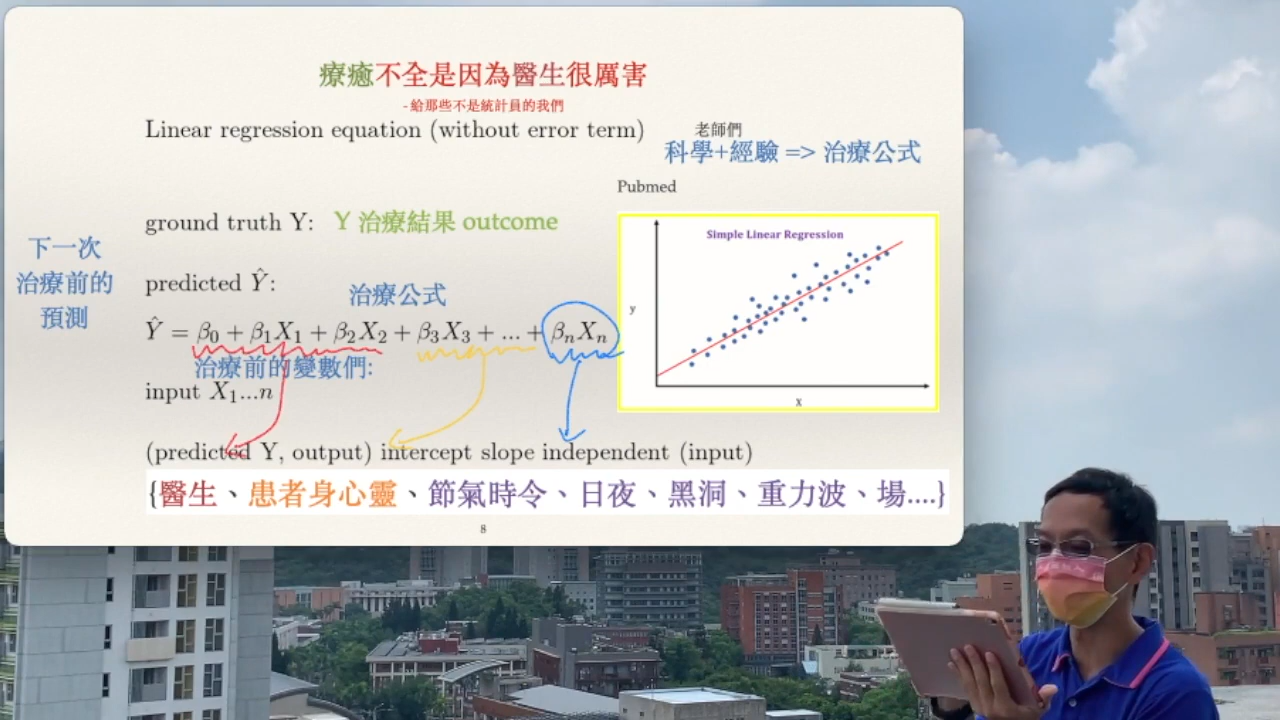 療癒不全是因為醫生很厲害
-給那些不是統計員的我們
Linear regression equation (without error term)
老師們
科學+經驗 => 治療公式
Pubmed
ground truth Y: Y 治療結果 outcome
Simple Linear Regression
y
x
下一次
治療前的
預測
predicted Ŷ:
治療公式
Ŷ = β₀ + β₁X₁ + β₂X₂ + β₃X₃ + ... + βₙXₙ
治療前的變數們:
input X₁...n
(predicted Y, output) intercept slope independent (input)
{醫生、患者身心靈、節氣時令、日夜、黑洞、重力波、場....}
8